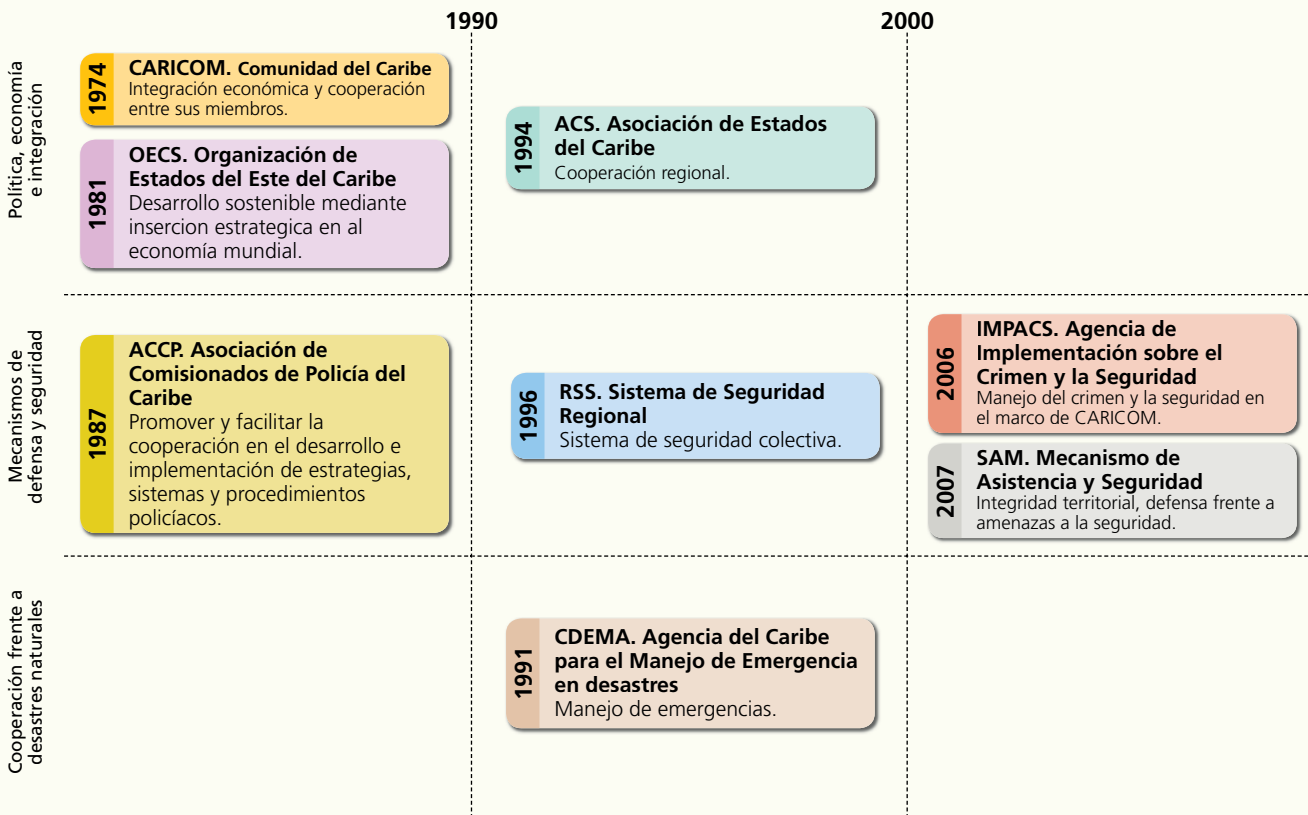 1990
2000
Política, economía
e integración
1974
CARICOM. Comunidad del Caribe
Integración económica y cooperación
entre sus miembros.
1981
OECS. Organización de
Estados del Este del Caribe
Desarrollo sostenible mediante
insercion estrategica en al
economía mundial.
1994
ACS. Asociación de Estados
del Caribe
Cooperación regional.
Mecanismos de
defensa y seguridad
1987
ACCP. Asociación de
Comisionados de Policía del
Caribe
Promover y facilitar la
cooperación en el desarrollo e
implementación de estrategias,
sistemas y procedimientos
policíacos.
1996
RSS. Sistema de Seguridad
Regional
Sistema de seguridad colectiva.
2006
IMPACS. Agencia de
Implementación sobre el
Crimen y la Seguridad
Manejo del crimen y la seguridad en
el marco de CARICOM.
2007
SAM. Mecanismo de
Asistencia y Seguridad
Integridad territorial, defensa frente a
amenazas a la seguridad.
Cooperación frente a
desastres naturales
1991
CDEMA. Agencia del Caribe
para el Manejo de Emergencia
en desastres
Manejo de emergencias.